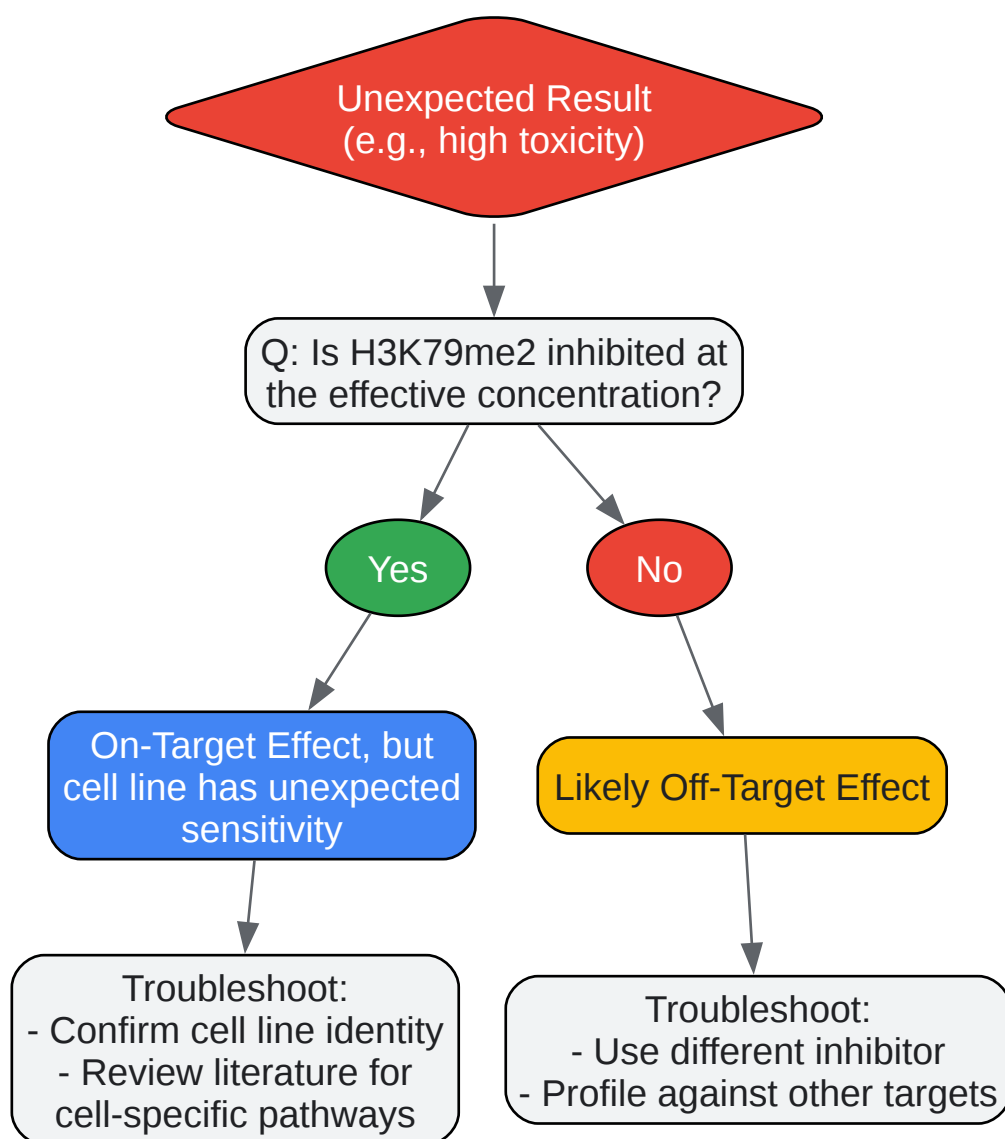 Unexpected Result
(e.g., high toxicity)
Q: Is H3K79me2 inhibited at
the effective concentration?
Yes
No
On-Target Effect, but
cell line has unexpected
sensitivity
Likely Off-Target Effect
Troubleshoot:
- Confirm cell line identity
- Review literature for
cell-specific pathways
Troubleshoot:
- Use different inhibitor
- Profile against other targets